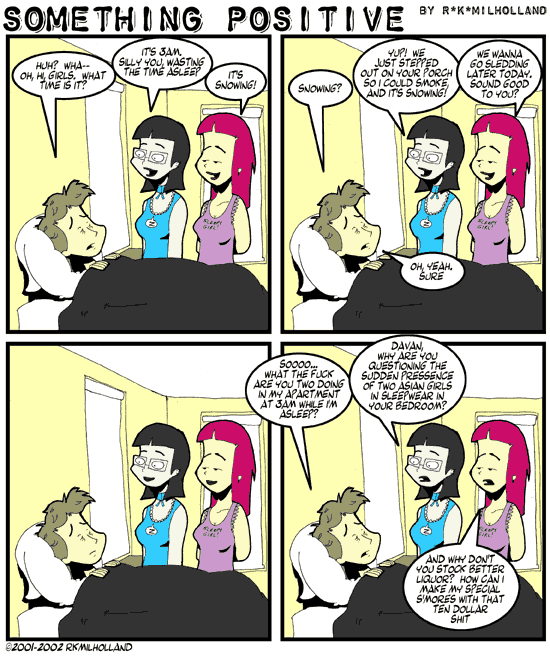 SOMETHING POSITIVE BY R*K*MILHOLLAND
HUH? WHA--
OH, HI, GIRLS. WHAT
TIME IS IT?
IT'S 3AM,
SILLY YOU, WASTING
THE TIME ASLEEP
IT'S
SNOWING!
SNOWING?
YUP! WE
JUST STEPPED
OUT ON YOUR PORCH
SO I COULD SMOKE
AND IT'S SNOWING!
WE WANNA
GO SLEDDING
LATER TODAY.
SOUND GOOD
TO YOU?
OH, YEAH.
SURE
SLEEPY
GIRL!
SLEEPY
GIRL!
SOOOO...
WHAT THE FUCK
ARE YOU TWO DOING
IN MY APARTMENT
AT 3AM WHILE I'M
ASLEEP?
DAVAN,
WHY ARE YOU
QUESTIONING THE
SUDDEN PRESSENCE
OF TWO ASIAN GIRLS
IN SLEEPWEAR IN
YOUR BEDROOM?
SLEEPY
GIRL!
AND WHY DON'T
YOU STOCK BETTER
LIQUOR? HOW CAN I
MAKE MY SPECIAL
S'MORES WITH THAT
TEN DOLLAR
SHIT
©2001-2002 RKMILHOLLAND